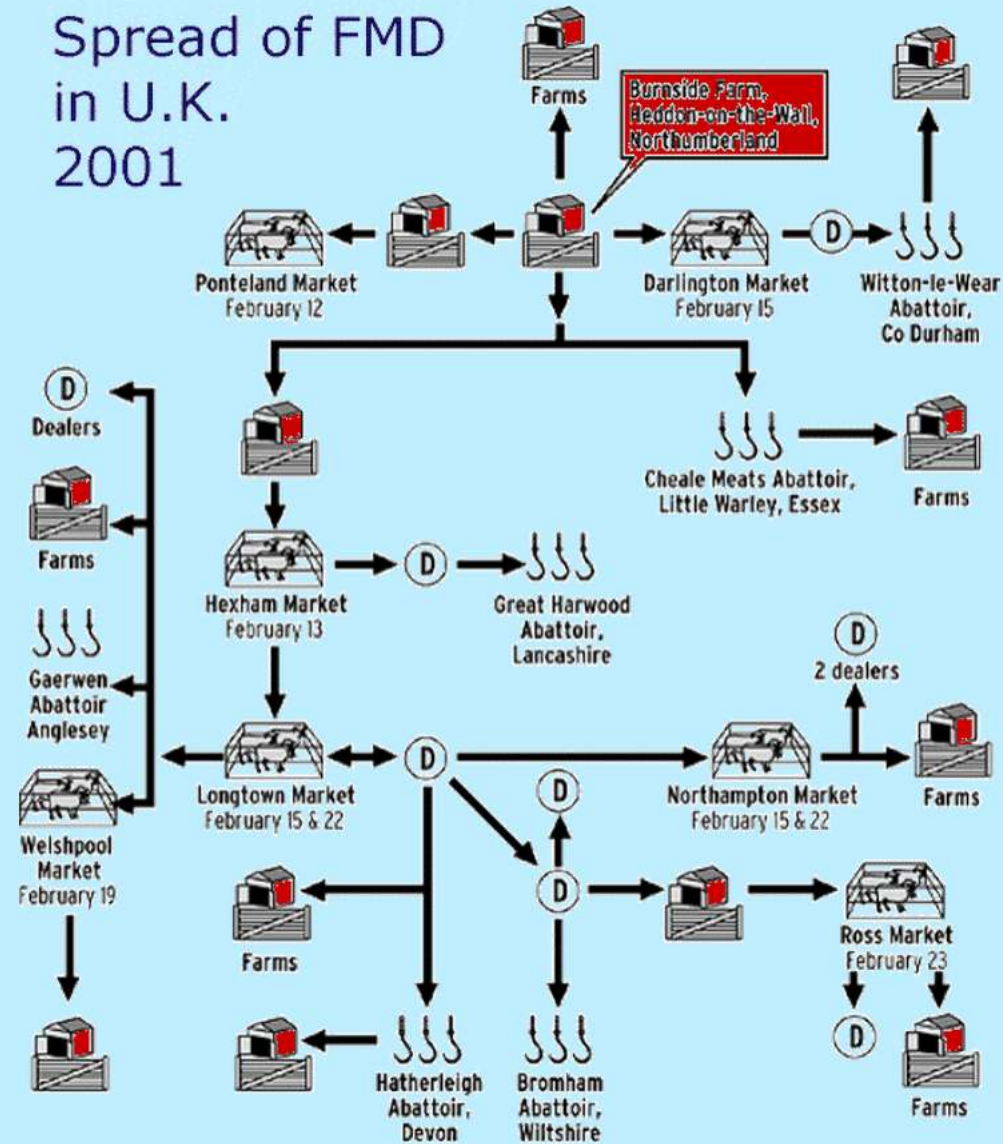 Spread of FMD
in U.K.
2001
Farms
Burnside Farm,
Heddon-on-the-Wall,
Northumberland
Ponteland Market
February 12
Darlington Market
February 15
D
Witton-le-Wear
Abattoir,
Co Durham
D
Dealers
Farms
Gaerwen
Abattoir
Anglesey
Welshpool
Market
February 19
Cheale Meats Abattoir,
Little Warley, Essex
Farms
Hexham Market
February 13
D
Great Harwood
Abattoir,
Lancashire
Longtown Market
February 15 & 22
D
Northampton Market
February 15 & 22
D
2 dealers
Farms
D
D
Farms
Ross Market
February 23
D
Farms
Hatherleigh
Abattoir,
Devon
Bromham
Abattoir,
Wiltshire